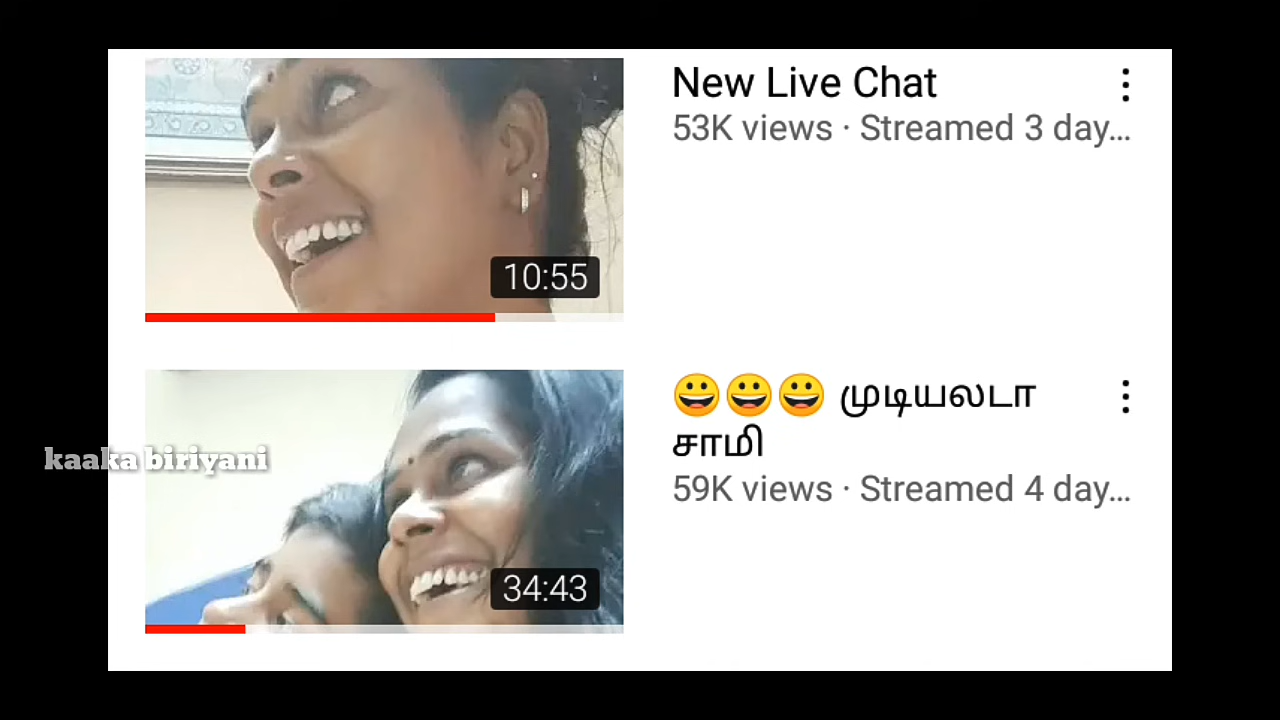 New Live Chat
53K views · Streamed 3 day...
10:55
😀😀😀 முடியலடா
சாமி
59K views · Streamed 4 day...
kaaka biriyani
34:43